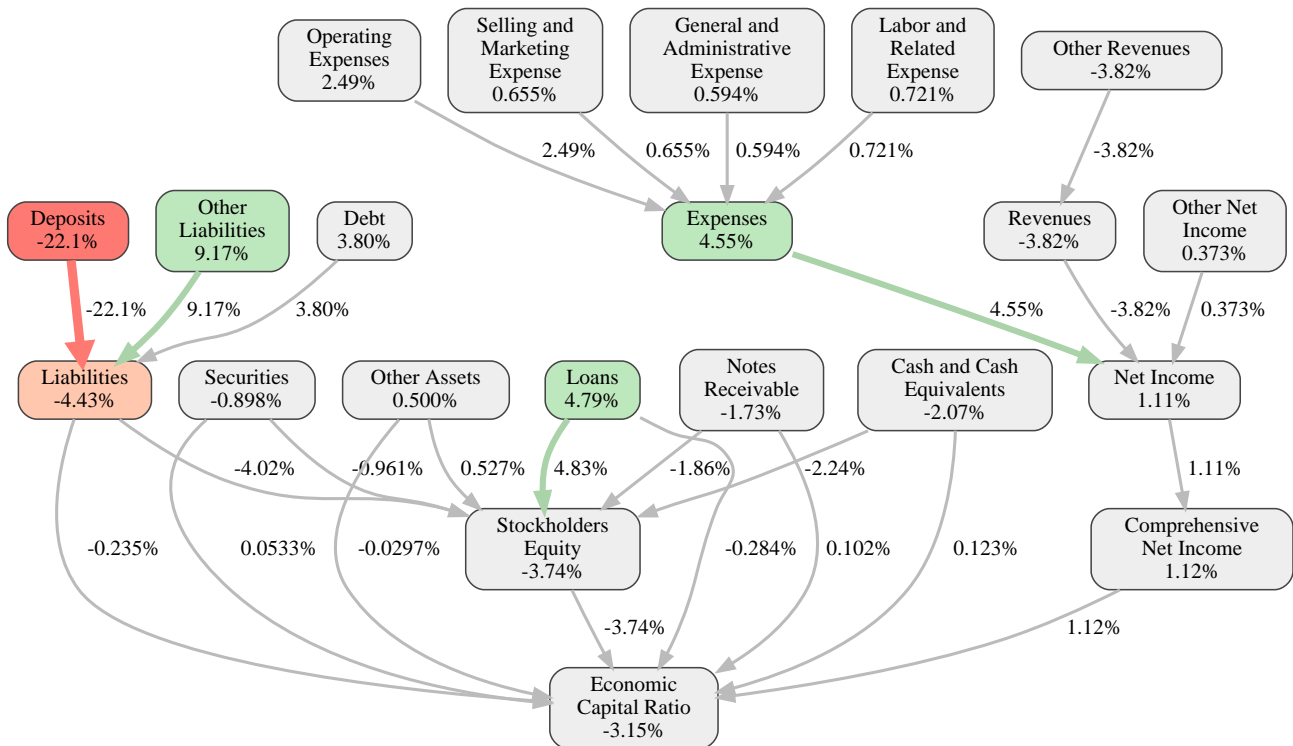 Operating
Expenses
2.49%
Selling and
Marketing
Expense
0.655%
General and
Administrative
Expense
0.594%
Labor and
Related
Expense
0.721%
Other Revenues
-3.82%
2.49%
0.655%
0.594%
0.721%
-3.82%
Deposits
-22.1%
Other
Liabilities
9.17%
Debt
3.80%
Expenses
4.55%
Revenues
-3.82%
Other Net
Income
0.373%
-22.1%
9.17%
3.80%
4.55%
-3.82%
0.373%
Liabilities
-4.43%
Securities
-0.898%
Other Assets
0.500%
Loans
4.79%
Notes
Receivable
-1.73%
Cash and Cash
Equivalents
-2.07%
Net Income
1.11%
-4.02%
-0.961%
0.527%
4.83%
-1.86%
-2.24%
1.11%
Stockholders
Equity
-3.74%
Comprehensive
Net Income
1.12%
-0.235%
0.0533%
-0.0297%
-0.284%
0.102%
0.123%
-3.74%
1.12%
Economic
Capital Ratio
-3.15%